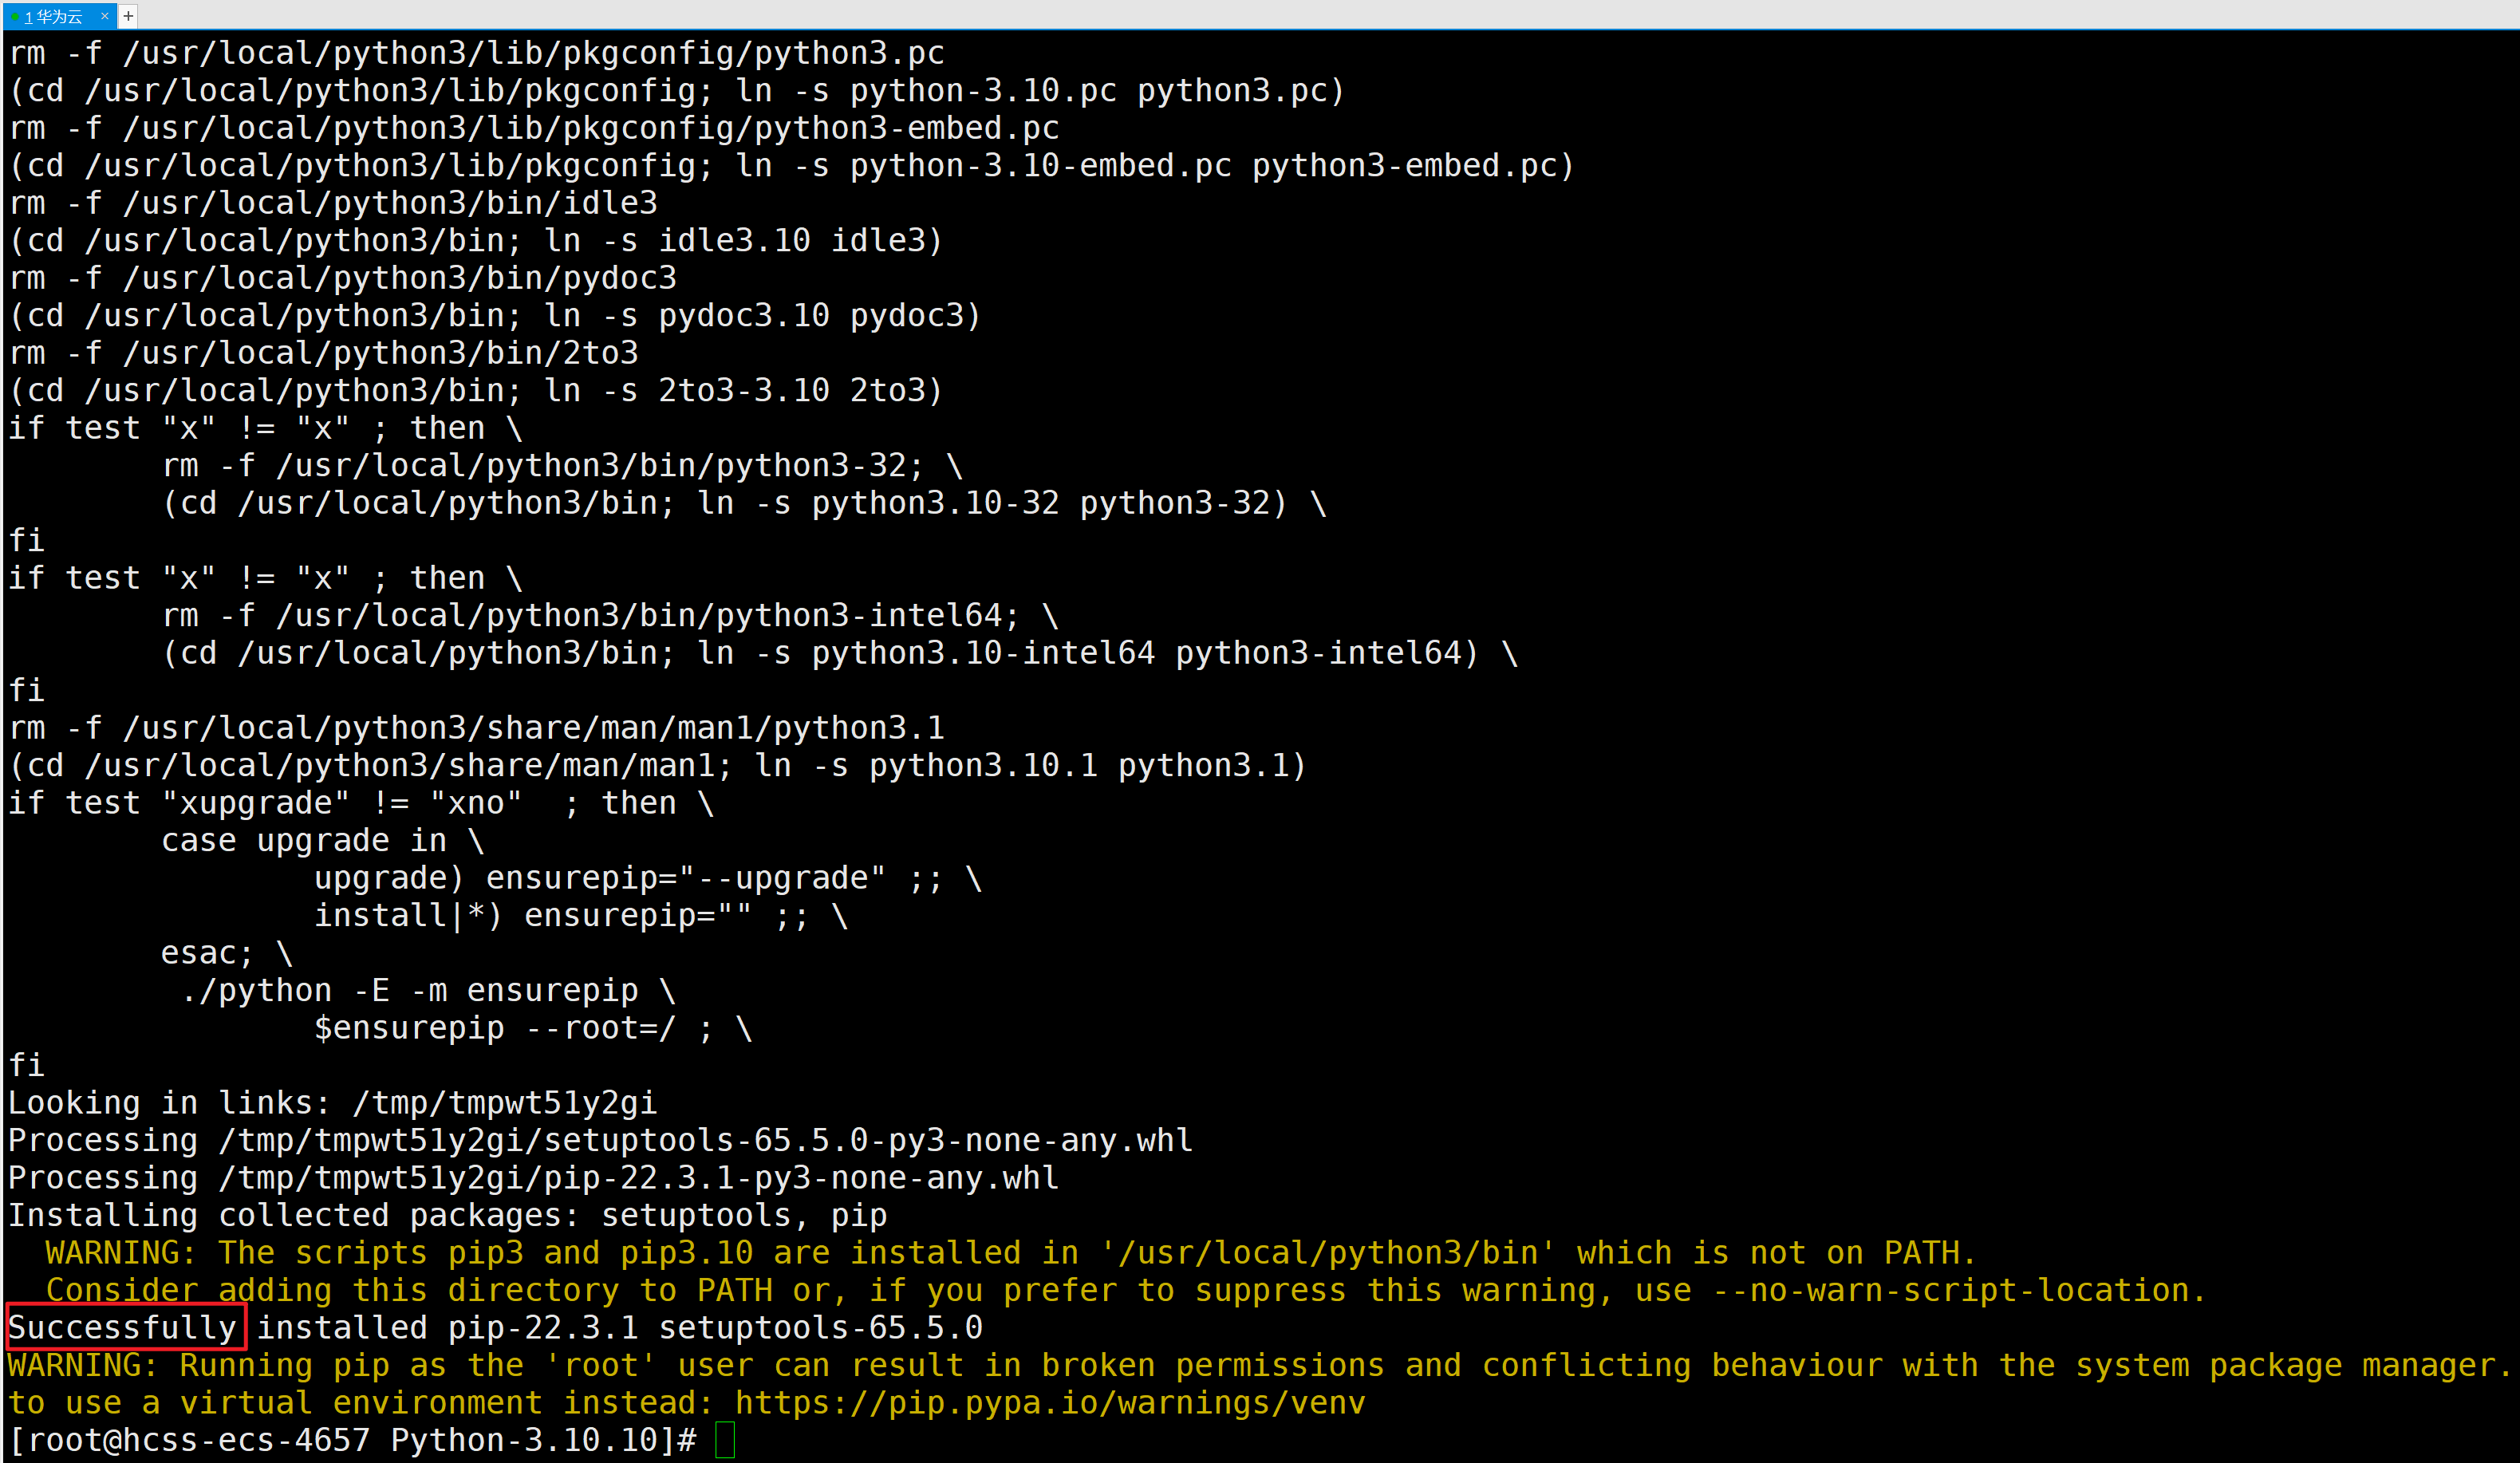 1 华为云 × +
rm -f /usr/local/python3/lib/pkgconfig/python3.pc
(cd /usr/local/python3/lib/pkgconfig; ln -s python-3.10.pc python3.pc)
rm -f /usr/local/python3/lib/pkgconfig/python3-embed.pc
(cd /usr/local/python3/lib/pkgconfig; ln -s python-3.10-embed.pc python3-embed.pc)
rm -f /usr/local/python3/bin/idle3
(cd /usr/local/python3/bin; ln -s idle3.10 idle3)
rm -f /usr/local/python3/bin/pydoc3
(cd /usr/local/python3/bin; ln -s pydoc3.10 pydoc3)
rm -f /usr/local/python3/bin/2to3
(cd /usr/local/python3/bin; ln -s 2to3-3.10 2to3)
if test "x" != "x" ; then \
        rm -f /usr/local/python3/bin/python3-32; \
        (cd /usr/local/python3/bin; ln -s python3.10-32 python3-32) \
fi
if test "x" != "x" ; then \
        rm -f /usr/local/python3/bin/python3-intel64; \
        (cd /usr/local/python3/bin; ln -s python3.10-intel64 python3-intel64) \
fi
rm -f /usr/local/python3/share/man/man1/python3.1
(cd /usr/local/python3/share/man/man1; ln -s python3.10.1 python3.1)
if test "xupgrade" != "xno"  ; then \
        case upgrade in \
                upgrade) ensurepip="--upgrade" ;; \
                install|*) ensurepip="" ;; \
        esac; \
         ./python -E -m ensurepip \
                $ensurepip --root=/ ; \
fi
Looking in links: /tmp/tmpwt51y2gi
Processing /tmp/tmpwt51y2gi/setuptools-65.5.0-py3-none-any.whl
Processing /tmp/tmpwt51y2gi/pip-22.3.1-py3-none-any.whl
Installing collected packages: setuptools, pip
  WARNING: The scripts pip3 and pip3.10 are installed in '/usr/local/python3/bin' which is not on PATH.
  Consider adding this directory to PATH or, if you prefer to suppress this warning, use --no-warn-script-location.
Successfully installed pip-22.3.1 setuptools-65.5.0
WARNING: Running pip as the 'root' user can result in broken permissions and conflicting behaviour with the system package manager.
to use a virtual environment instead: https://pip.pypa.io/warnings/venv
[root@hcss-ecs-4657 Python-3.10.10]#